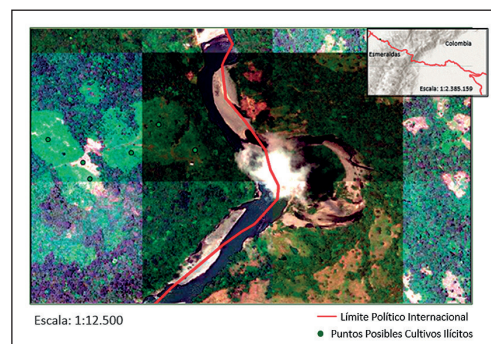 Colombia
Esmeraldas
Escala: 1:2.385.159
Escala: 1:12.500
Límite Político Internacional
Puntos Posibles Cultivos Ilícitos